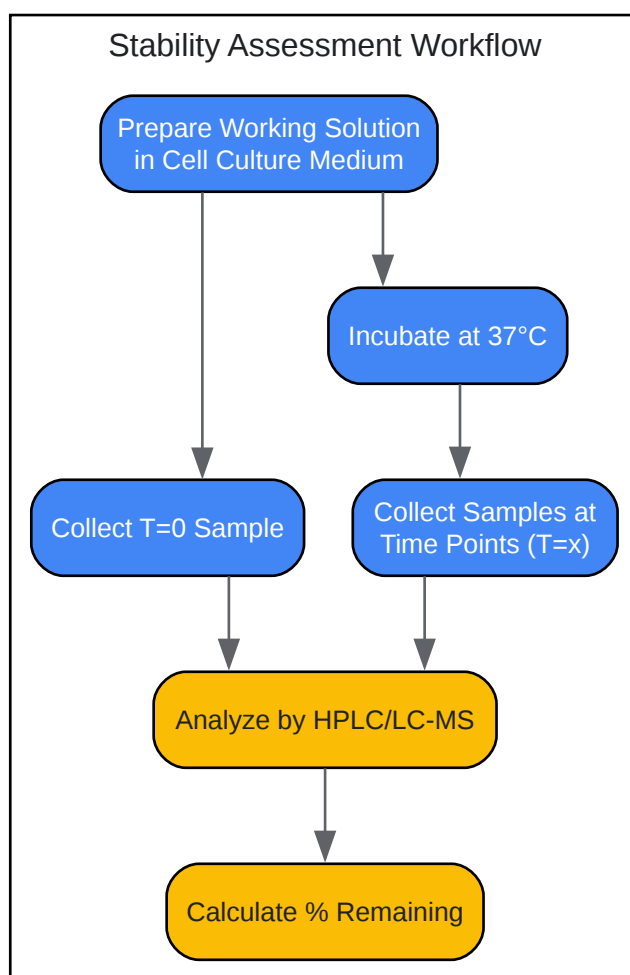 Stability Assessment Workflow
Prepare Working Solution
in Cell Culture Medium
Incubate at 37°C
Collect T=0 Sample
Collect Samples at
Time Points (T=x)
Analyze by HPLC/LC-MS
Calculate % Remaining